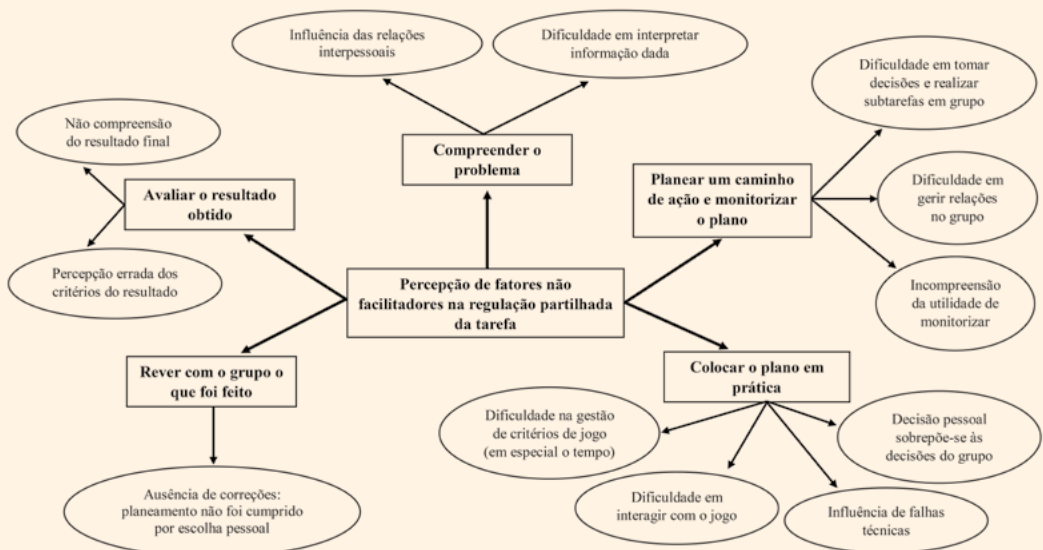 Influência das relações
interpessoais
Dificuldade em interpretar
informação dada
Dificuldade em tomar
decisões e realizar
subtarefas em grupo
Não compreensão
do resultado final
Compreender o
problema
Planear um caminho
de ação e monitorizar
o plano
Dificuldade em
gerir relações
no grupo
Avaliar o resultado
obtido
Percepção errada dos
critérios do resultado
Percepção de fatores não
facilitadores na regulação partilhada
da tarefa
Incompreensão
da utilidade de
monitorizar
Rever com o grupo o
que foi feito
Colocar o plano em
prática
Dificuldade na gestão
de critérios de jogo
(em especial o tempo)
Decisão pessoal
sobrepõe-se às
decisões do grupo
Ausência de correções:
planeamento não foi cumprido
por escolha pessoal
Dificuldade em
interagir com o jogo
Influência de falhas
técnicas